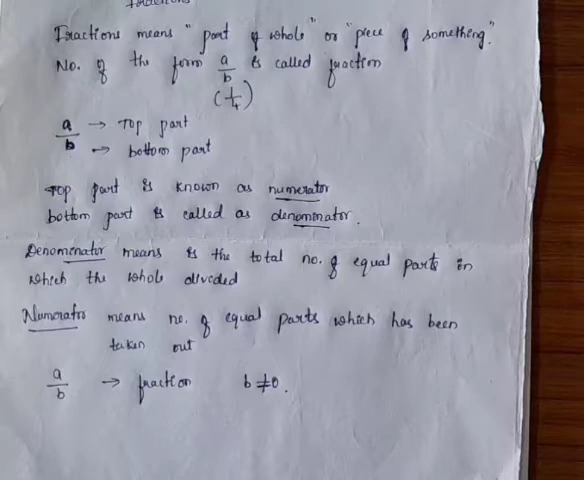 Fractions
Fractions means "part of whole" or "piece of something."
No. of the form a/b is called fraction
(1/4)
a/b → Top part
→ bottom part
Top part is known as numerator
bottom part is called as denominator.
Denominator means is the total no. of equal parts in
which the whole divided
Numerator means no. of equal parts which has been
taken out
a/b → fraction b ≠ 0.